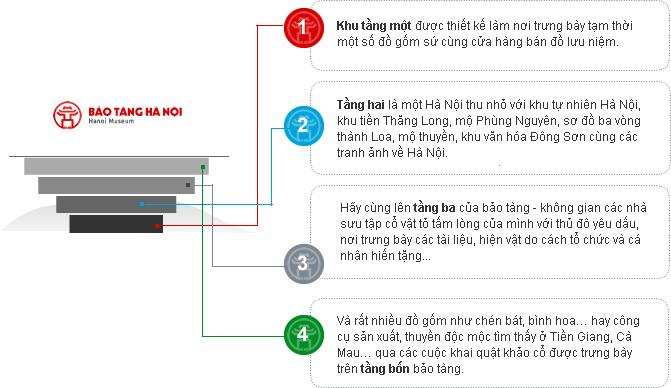 BẢO TÀNG HÀ NỘI
Hanoi Museum
1
Khu tầng một được thiết kế làm nơi trưng bày tạm thời
một số đồ gốm sứ cùng cửa hàng bán đồ lưu niệm.
2
Tầng hai là một Hà Nội thu nhỏ với khu tự nhiên Hà Nội,
khu tiền Thăng Long, mộ Phùng Nguyên, sơ đồ ba vòng
thành Loa, mộ thuyền, khu văn hóa Đông Sơn cùng các
tranh ảnh về Hà Nội.
3
Hãy cùng lên tầng ba của bảo tàng - không gian các nhà
sưu tập cổ vật tỏ tấm lòng của mình với thủ đô yêu dấu,
nơi trưng bày các tài liệu, hiện vật do cách tổ chức và cá
nhân hiến tặng...
4
Và rất nhiều đồ gốm như chén bát, bình hoa... hay công
cụ sản xuất, thuyền độc mộc tìm thấy ở Tiền Giang, Cà
Mau... qua các cuộc khai quật khảo cổ được trưng bày
trên tầng bốn bảo tàng.